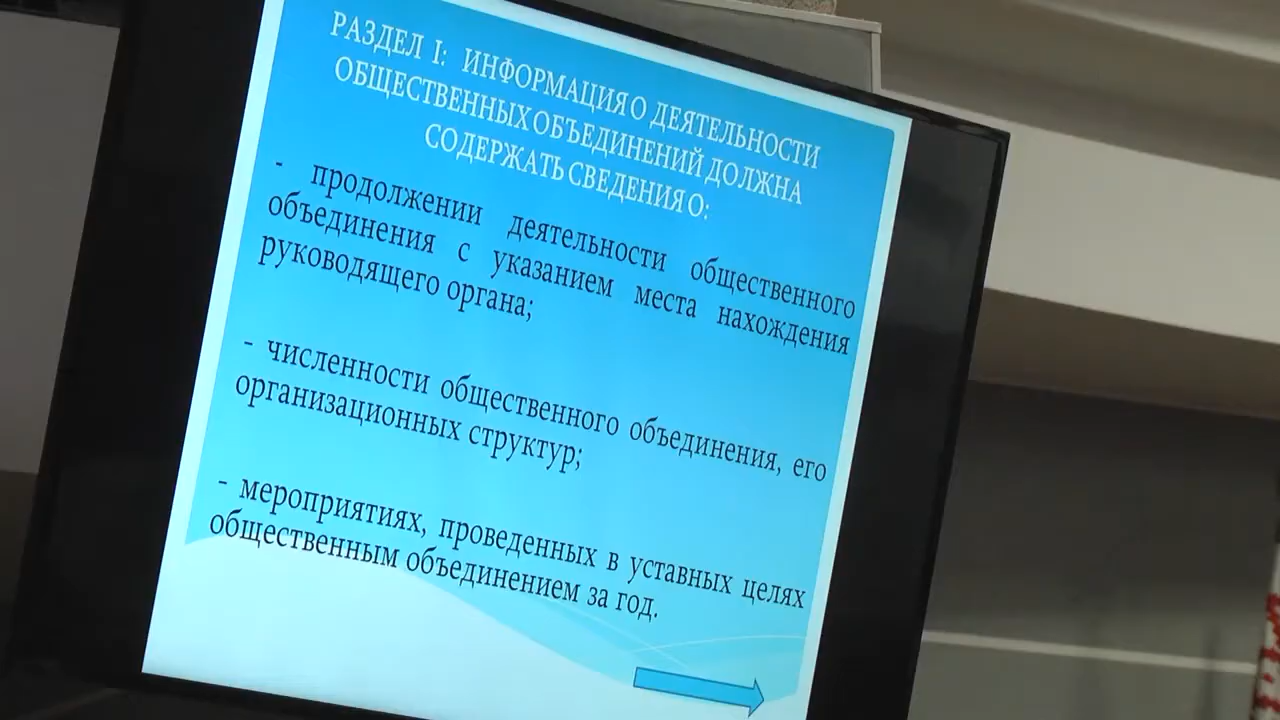 РАЗДЕЛ I: ИНФОРМАЦИЯ О ДЕЯТЕЛЬНОСТИ
ОБЩЕСТВЕННЫХ ОБЪЕДИНЕНИЙ ДОЛЖНА
СОДЕРЖАТЬ СВЕДЕНИЯ О:
- продолжении деятельности общественного
объединения с указанием места нахождения
руководящего органа;
- численности общественного объединения, его
организационных структур;
- мероприятиях, проведенных в уставных целях
общественным объединением за год.